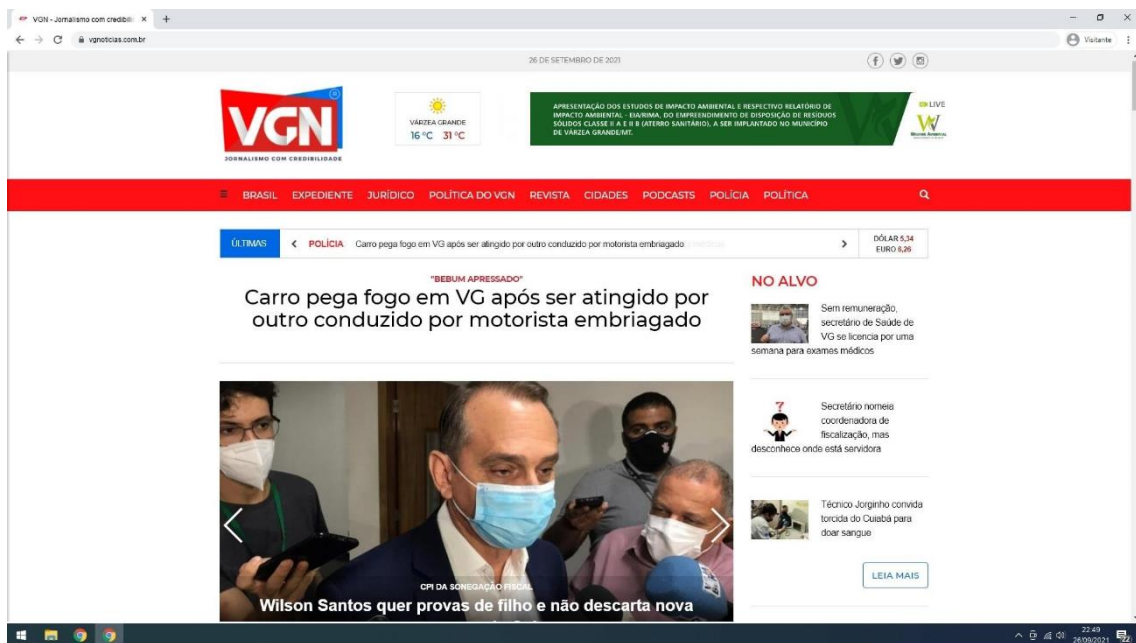 VGN - Jornalismo com credibili
vgnoticias.com.br
Visitante
26 DE SETEMBRO DE 2021
VGN
JORNALISMO COM CREDIBILIDADE
VÁRZEA GRANDE
16 °C 31 °C
APRESENTAÇÃO DOS ESTUDOS DE IMPACTO AMBIENTAL E RESPECTIVO RELATÓRIO DE
IMPACTO AMBIENTAL - EIA/RIMA, DO EMPREENDIMENTO DE DISPOSIÇÃO DE RESÍDUOS
SÓLIDOS CLASSE II A E II B (ATERRO SANITÁRIO), A SER IMPLANTADO NO MUNICÍPIO
DE VÁRZEA GRANDE/MT.
LIVE
BRASIL EXPEDIENTE JURÍDICO POLÍTICA DO VGN REVISTA CIDADES PODCASTS POLÍCIA POLÍTICA
ÚLTIMAS POLÍCIA Carro pega fogo em VG após ser atingido por outro conduzido por motorista embriagado
DÓLAR 5,34
EURO 6,26
"BEBUM APRESSADO"
Carro pega fogo em VG após ser atingido por
outro conduzido por motorista embriagado
CPI DA SONEGAÇÃO FISCAL
Wilson Santos quer provas de filho e não descarta nova
NO ALVO
Sem remuneração,
secretário de Saúde de
VG se licencia por uma
semana para exames médicos
Secretário nomeia
coordenadora de
fiscalização, mas
desconhece onde está servidora
Técnico Jorginho convida
torcida do Cuiabá para
doar sangue
LEIA MAIS
22:49
26/09/2021
22